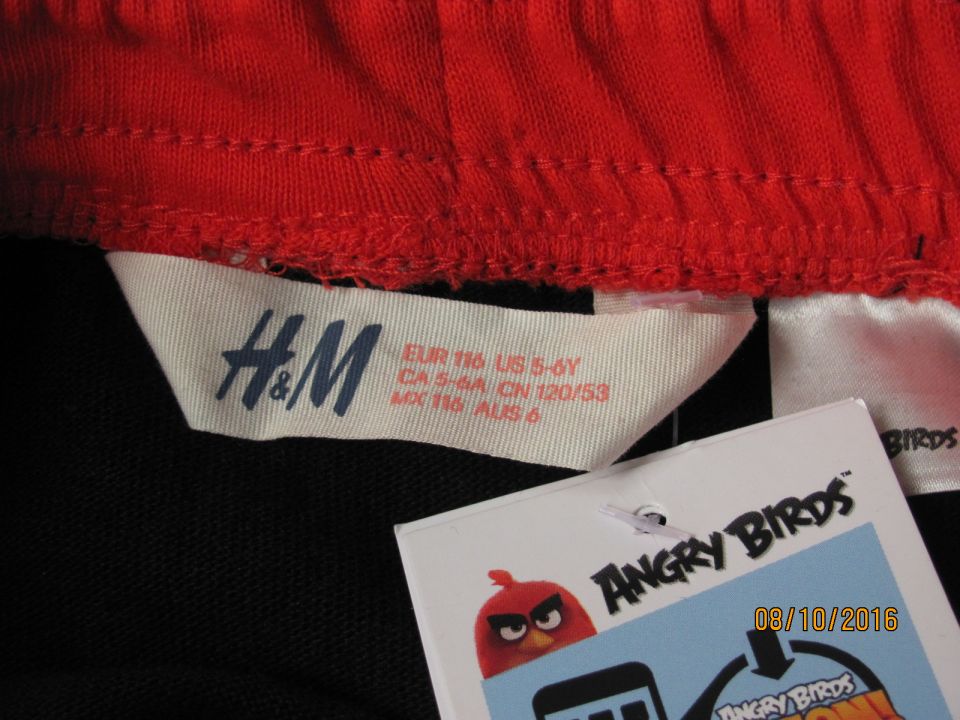 H&M
EUR 116 US 5-6Y
CA 5-6A CN 120/53
MX 116 AUS 6
BIRDS
ANGRY BIRDS™
08/10/2016
ANGRY BIRDS